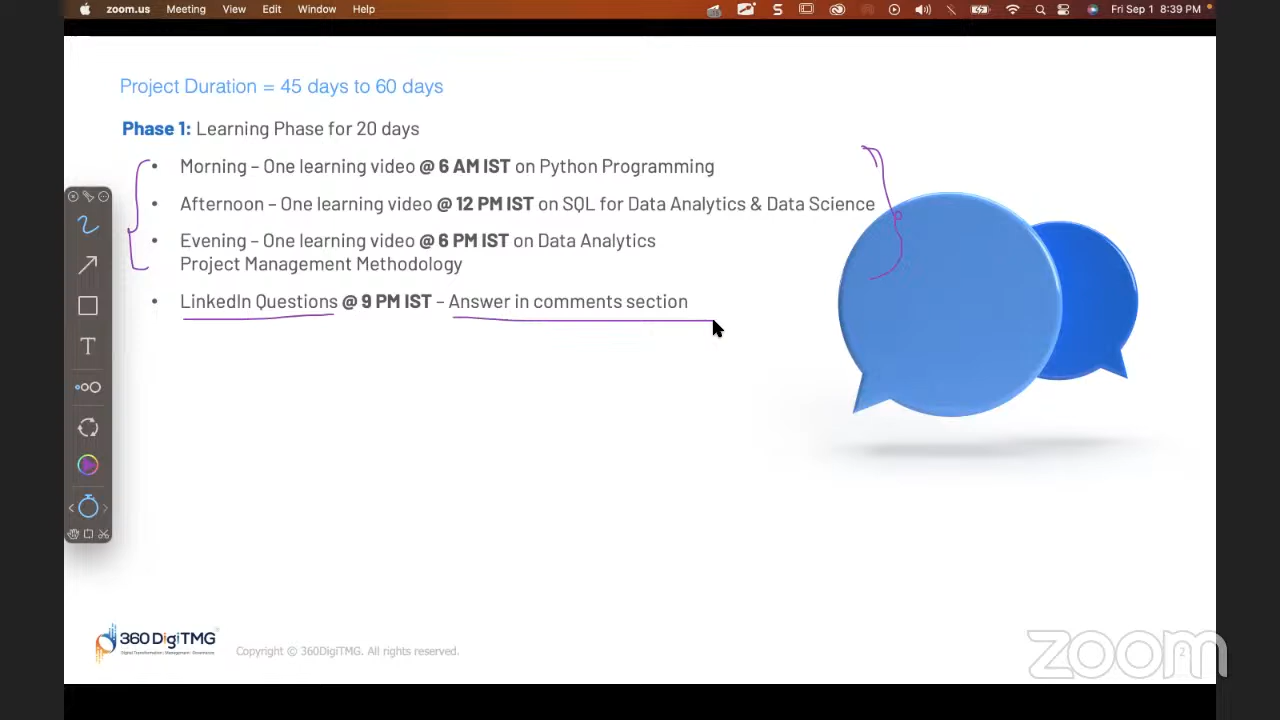 zoom.us Meeting View Edit Window Help
Fri Sep 1 8:39 PM
Project Duration = 45 days to 60 days
Phase 1: Learning Phase for 20 days
• Morning – One learning video @ 6 AM IST on Python Programming
• Afternoon – One learning video @ 12 PM IST on SQL for Data Analytics & Data Science
• Evening – One learning video @ 6 PM IST on Data Analytics
Project Management Methodology
• LinkedIn Questions @ 9 PM IST – Answer in comments section
T
360DigiTMG
Copyright © 360DigiTMG. All rights reserved.
zoom
2